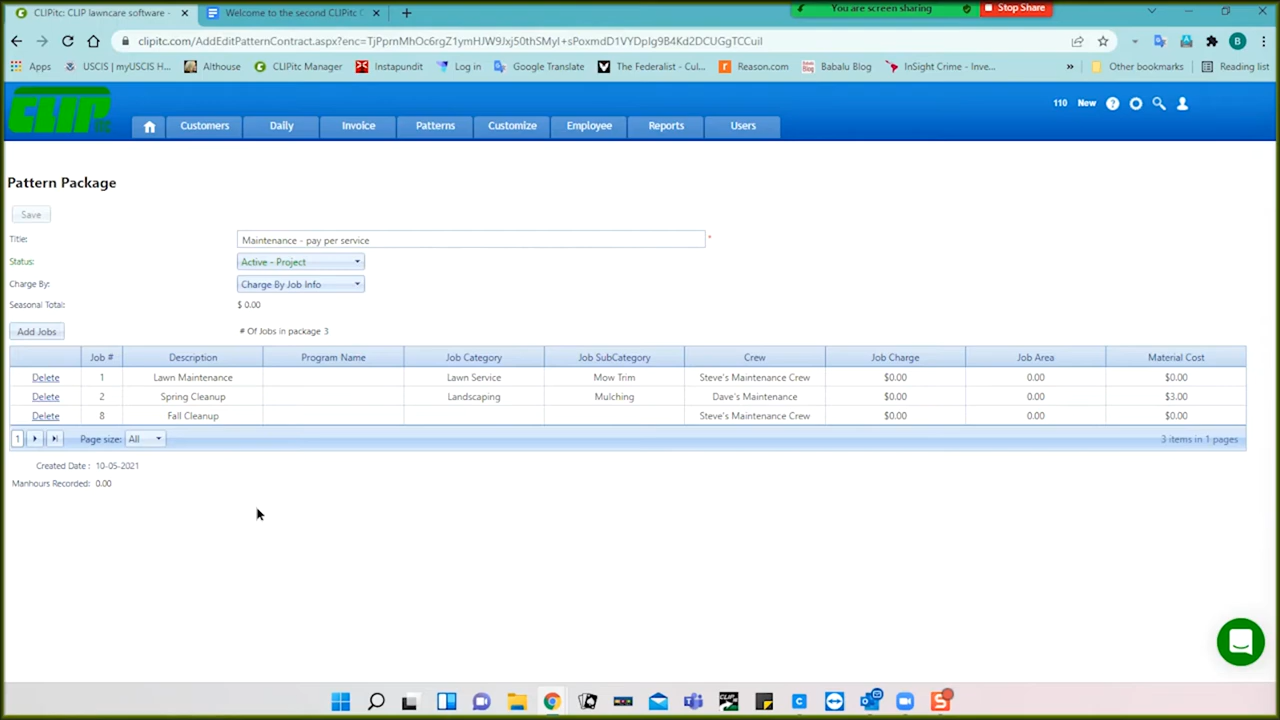 CLIPitc: CLIP lawncare software -
Welcome to the second CLIPitc C
You are screen sharing
Stop Share
clipitc.com/AddEditPatternContract.aspx?enc=TjPprnMhOc6rgZ1ymHJW9Jxj50thSMyI+sPoxmdD1VYDpIg9B4Kd2DCUGgTCCuiI
B
Apps
USCIS | myUSCIS H...
Althouse
CLIPitc Manager
Instapundit
Log in
Google Translate
The Federalist - Cul...
Reason.com
Babalu Blog
InSight Crime - Inve...
»
Other bookmarks
Reading list
CLIP itc
110 New
Customers Daily Invoice Patterns Customize Employee Reports Users
Pattern Package
Save
Title: Maintenance - pay per service *
Status: Active - Project
Charge By: Charge By Job Info
Seasonal Total: $ 0.00
Add Jobs # Of Jobs in package 3
Job # Description Program Name Job Category Job SubCategory Crew Job Charge Job Area Material Cost
Delete 1 Lawn Maintenance Lawn Service Mow Trim Steve's Maintenance Crew $0.00 0.00 $0.00
Delete 2 Spring Cleanup Landscaping Mulching Dave's Maintenance $0.00 0.00 $3.00
Delete 8 Fall Cleanup Steve's Maintenance Crew $0.00 0.00 $0.00
1 Page size: All 3 items in 1 pages
Created Date : 10-05-2021
Manhours Recorded: 0.00